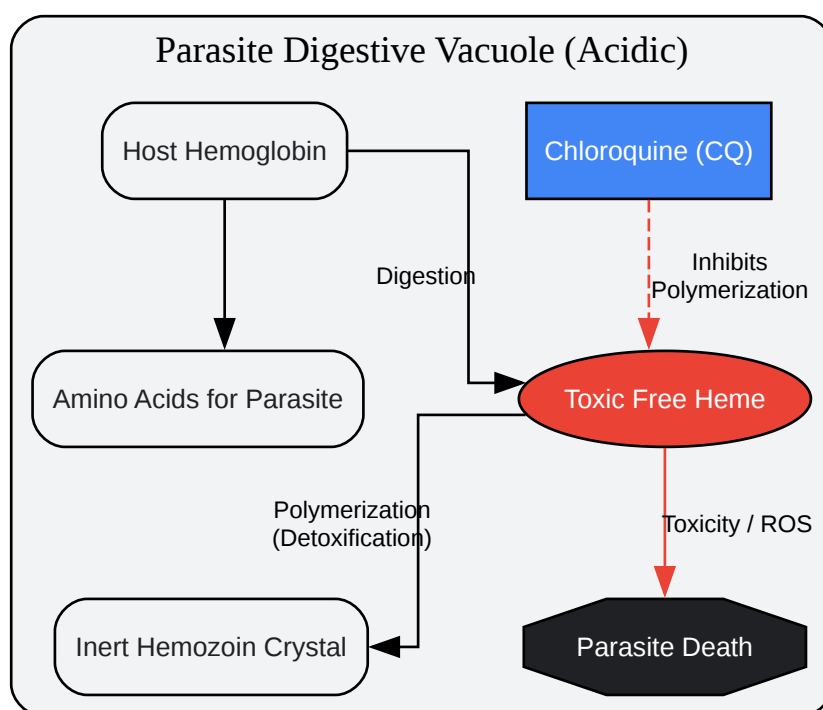 Parasite Digestive Vacuole (Acidic)
Host Hemoglobin
Chloroquine (CQ)
Digestion
Inhibits
Polymerization
Amino Acids for Parasite
Toxic Free Heme
Polymerization
(Detoxification)
Toxicity / ROS
Inert Hemozoin Crystal
Parasite Death